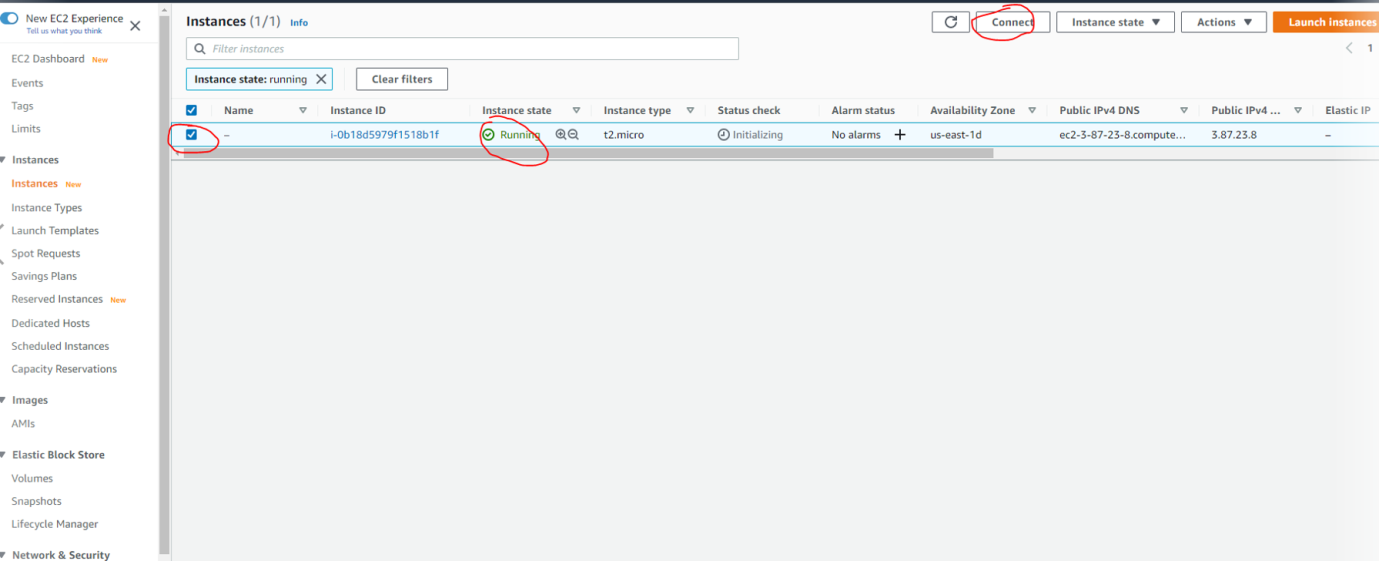 New EC2 Experience
Tell us what you think
EC2 Dashboard New
Events
Tags
Limits
Instances
Instances New
Instance Types
Launch Templates
Spot Requests
Savings Plans
Reserved Instances New
Dedicated Hosts
Scheduled Instances
Capacity Reservations
Images
AMIs
Elastic Block Store
Volumes
Snapshots
Lifecycle Manager
Network & Security
Instances (1/1) Info
Connect Instance state Actions Launch instances
Filter instances
1
Instance state: running Clear filters
Name Instance ID Instance state Instance type Status check Alarm status Availability Zone Public IPv4 DNS Public IPv4 ... Elastic IP
– i-0b18d5979f1518b1f Running t2.micro Initializing No alarms + us-east-1d ec2-3-87-23-8.compute... 3.87.23.8 –